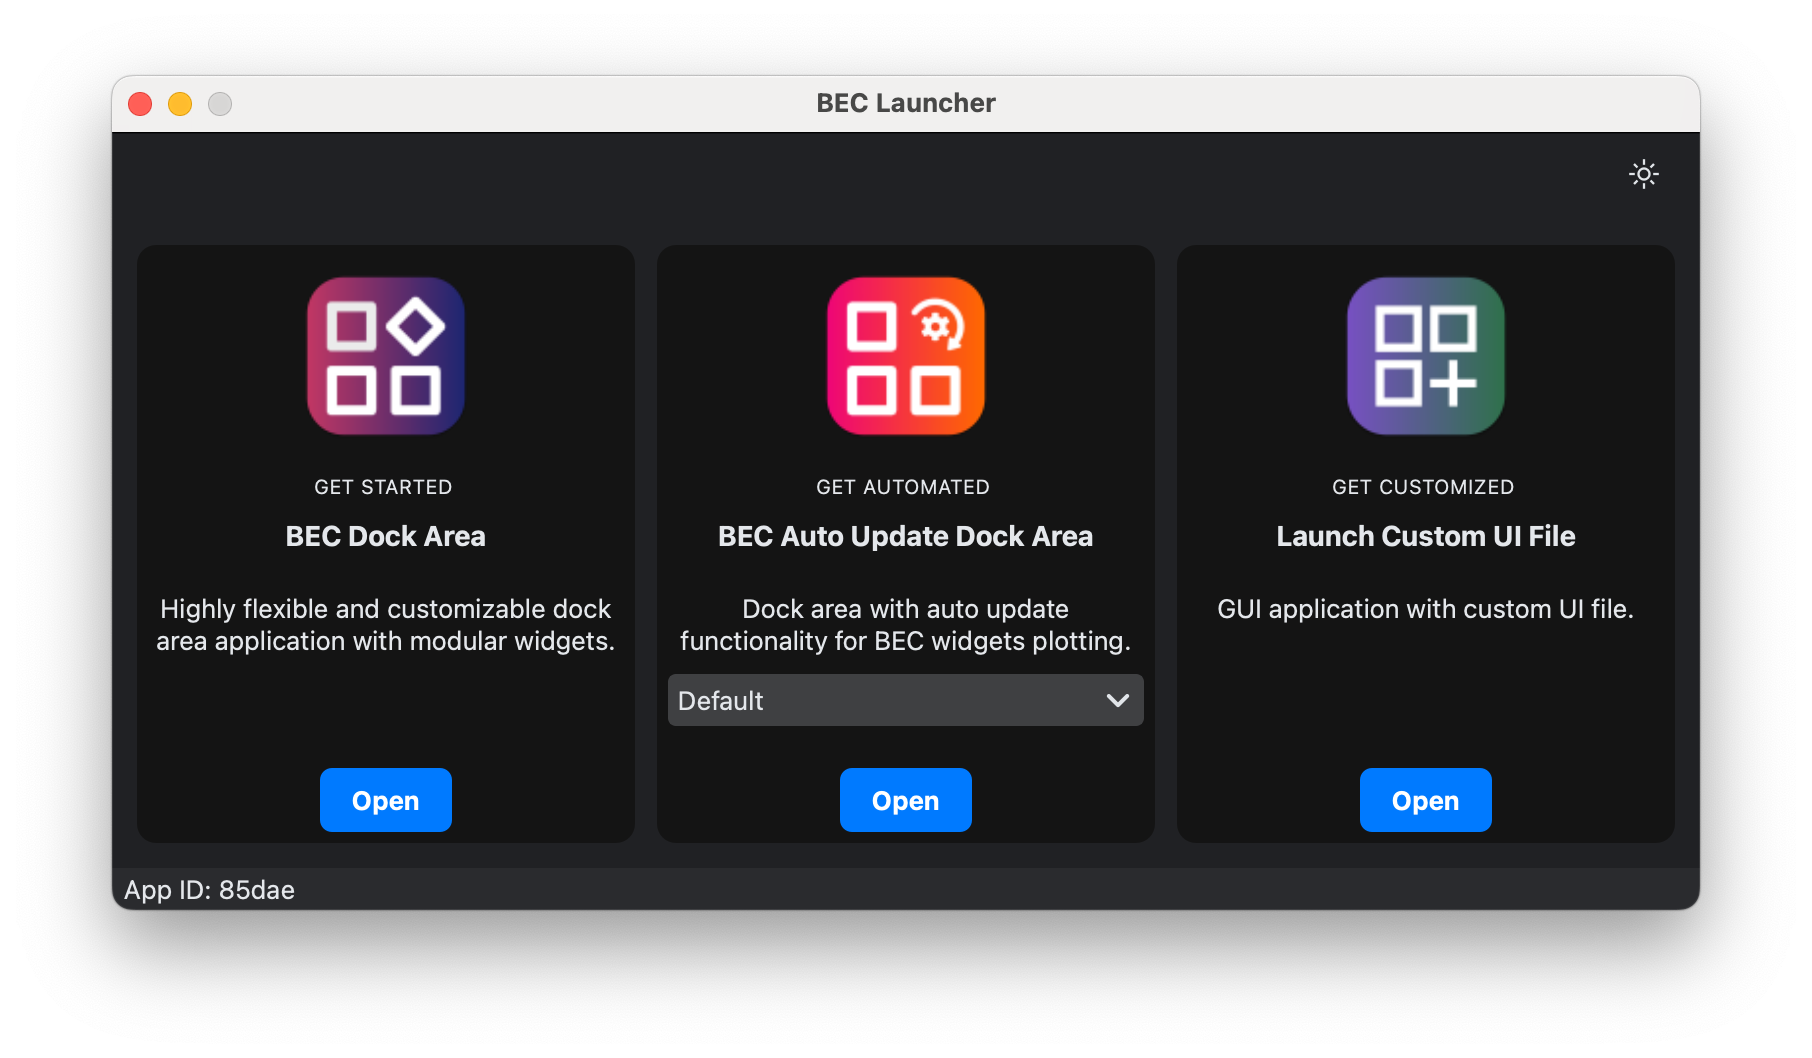 BEC Launcher
GET STARTED
BEC Dock Area
Highly flexible and customizable dock
area application with modular widgets.
Open
GET AUTOMATED
BEC Auto Update Dock Area
Dock area with auto update
functionality for BEC widgets plotting.
Default
Open
GET CUSTOMIZED
Launch Custom UI File
GUI application with custom UI file.
Open
App ID: 85dae